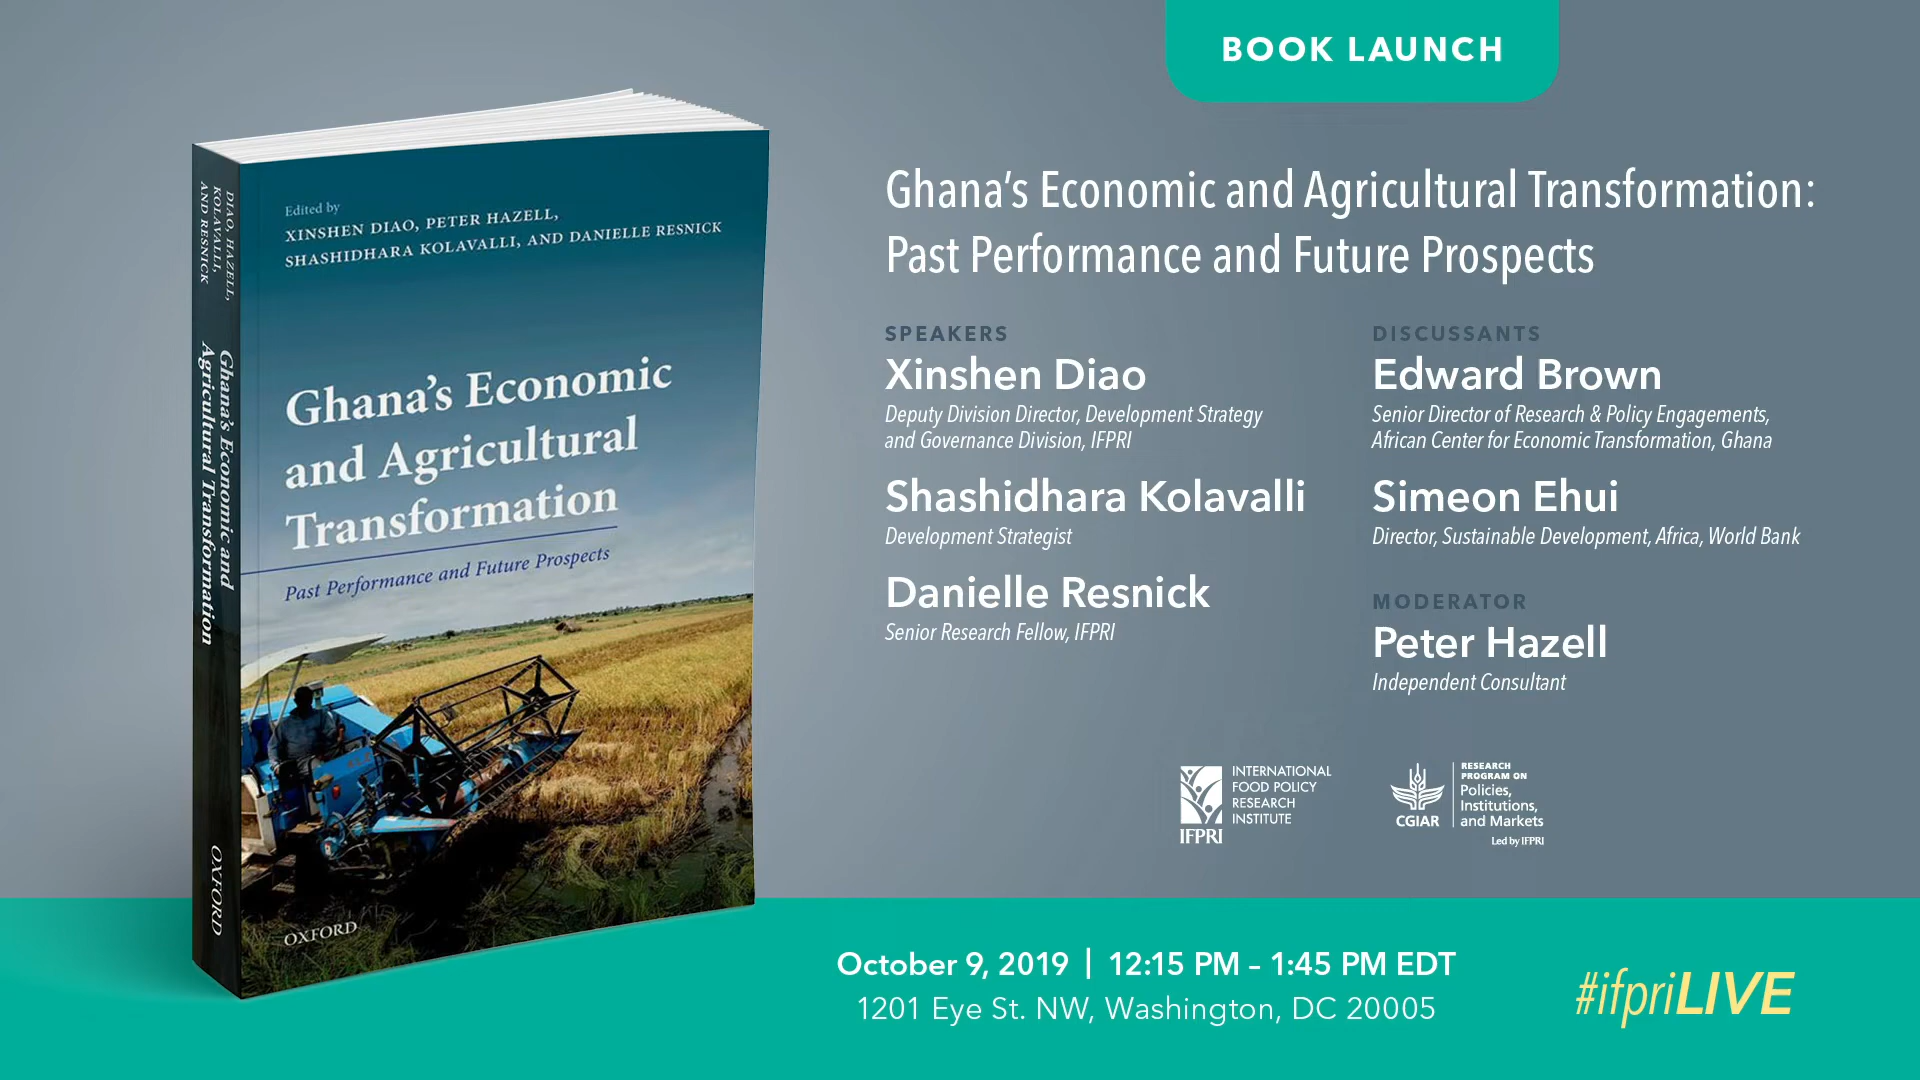 BOOK LAUNCH
Ghana's Economic and Agricultural Transformation:
Past Performance and Future Prospects
SPEAKERS
Xinshen Diao
Deputy Division Director, Development Strategy
and Governance Division, IFPRI
Shashidhara Kolavalli
Development Strategist
Danielle Resnick
Senior Research Fellow, IFPRI
DISCUSSANTS
Edward Brown
Senior Director of Research & Policy Engagements,
African Center for Economic Transformation, Ghana
Simeon Ehui
Director, Sustainable Development, Africa, World Bank
MODERATOR
Peter Hazell
Independent Consultant
INTERNATIONAL
FOOD POLICY
RESEARCH
INSTITUTE
IFPRI
CGIAR
RESEARCH
PROGRAM ON
Policies,
Institutions,
and Markets
Led by IFPRI
October 9, 2019 | 12:15 PM – 1:45 PM EDT
1201 Eye St. NW, Washington, DC 20005
#ifpriLIVE
DIAO, HAZELL,
KOLAVALLI,
AND RESNICK
Ghana's Economic and
Agricultural Transformation
OXFORD
Edited by
XINSHEN DIAO, PETER HAZELL,
SHASHIDHARA KOLAVALLI, AND DANIELLE RESNICK
Ghana's Economic
and Agricultural
Transformation
Past Performance and Future Prospects
OXFORD